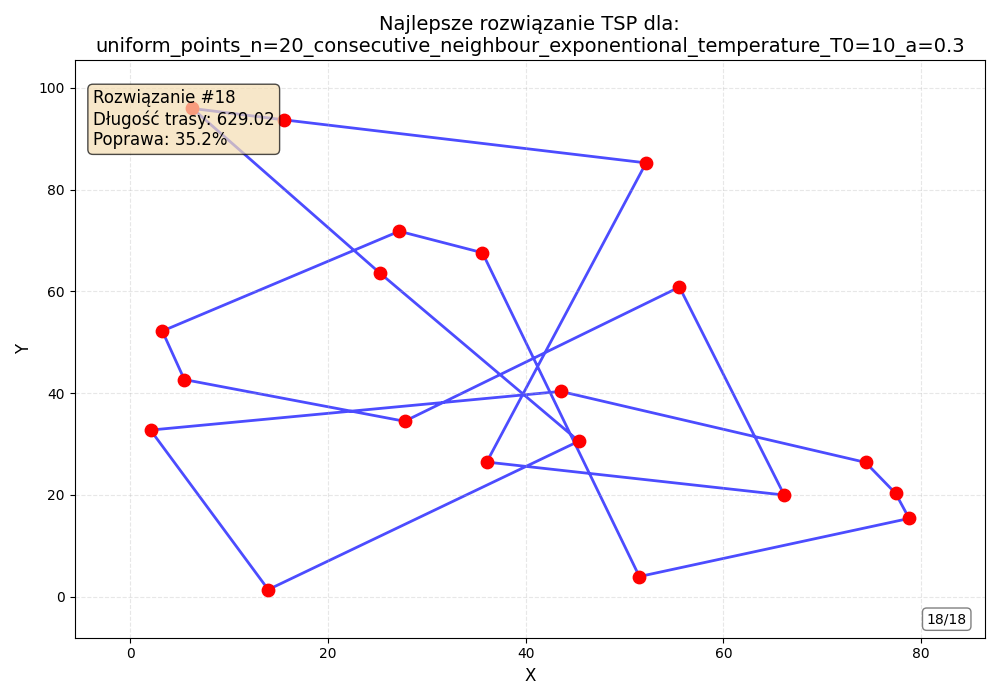 Najlepsze rozwiązanie TSP dla:
uniform_points_n=20_consecutive_neighbour_exponentional_temperature_T0=10_a=0.3
Rozwiązanie #18
Długość trasy: 629.02
Poprawa: 35.2%
100
80
60
40
20
0
Y
18/18
0
20
40
60
80
X